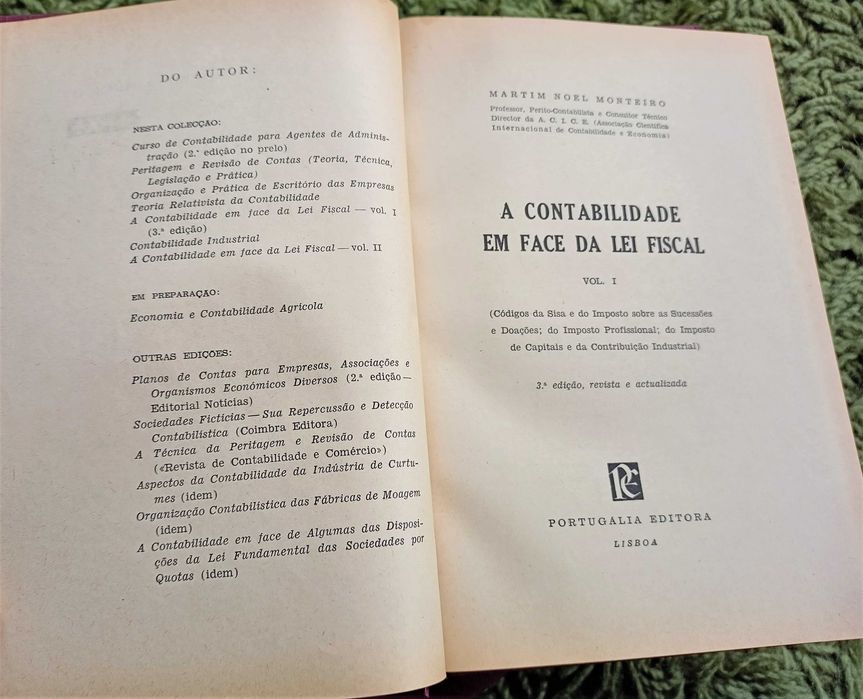 DO AUTOR:
NESTA COLECÇÃO:
Curso de Contabilidade para Agentes de Adminis-
tração (2.ª edição no prelo)
Peritagem e Revisão de Contas (Teoria, Técnica,
Legislação e Prática)
Organização e Prática de Escritório das Empresas
Teoria Relativista da Contabilidade
A Contabilidade em face da Lei Fiscal — vol. I
(3.ª edição)
Contabilidade Industrial
A Contabilidade em face da Lei Fiscal — vol. II
EM PREPARAÇÃO:
Economia e Contabilidade Agrícola
OUTRAS EDIÇÕES:
Planos de Contas para Empresas, Associações e
Organismos Económicos Diversos (2.ª edição —
Editorial Notícias)
Sociedades Fictícias — Sua Repercussão e Detecção
Contabilística (Coimbra Editora)
A Técnica da Peritagem e Revisão de Contas
(«Revista de Contabilidade e Comércio»)
Aspectos da Contabilidade da Indústria de Curtu-
mes (idem)
Organização Contabilística das Fábricas de Moagem
(idem)
A Contabilidade em face de Algumas das Disposi-
ções da Lei Fundamental das Sociedades por
Quotas (idem)
MARTIM NOEL MONTEIRO
Professor, Perito-Contabilista e Consultor Técnico
Director da A. C. I. C. E. (Associação Científica
Internacional de Contabilidade e Economia)
A CONTABILIDADE
EM FACE DA LEI FISCAL
VOL. I
(Códigos da Sisa e do Imposto sobre as Sucessões
e Doações; do Imposto Profissional; do Imposto
de Capitais e da Contribuição Industrial)
3.ª edição, revista e actualizada
PE
PORTUGÁLIA EDITORA
LISBOA